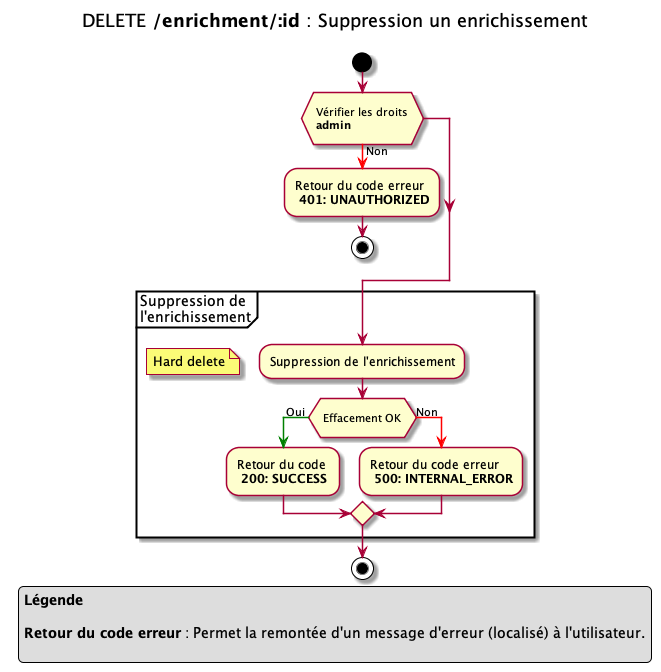 DELETE /enrichment/:id : Suppression un enrichissement
Vérifier les droits
admin
Non
Retour du code erreur
401: UNAUTHORIZED
Suppression de
l'enrichissement
Hard delete
Suppression de l'enrichissement
Effacement OK
Oui
Non
Retour du code
200: SUCCESS
Retour du code erreur
500: INTERNAL_ERROR
Légende
Retour du code erreur : Permet la remontée d'un message d'erreur (localisé) à l'utilisateur.